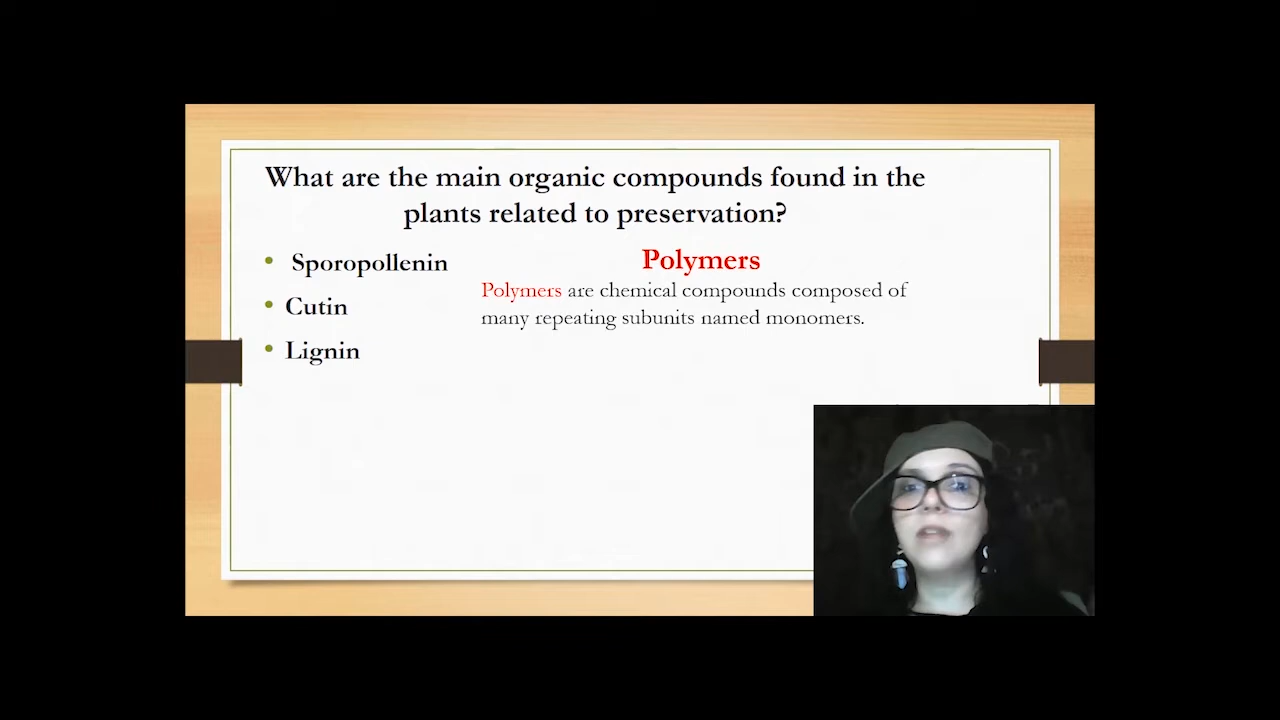 What are the main organic compounds found in the
plants related to preservation?
• Sporopollenin
• Cutin
• Lignin
Polymers
Polymers are chemical compounds composed of
many repeating subunits named monomers.